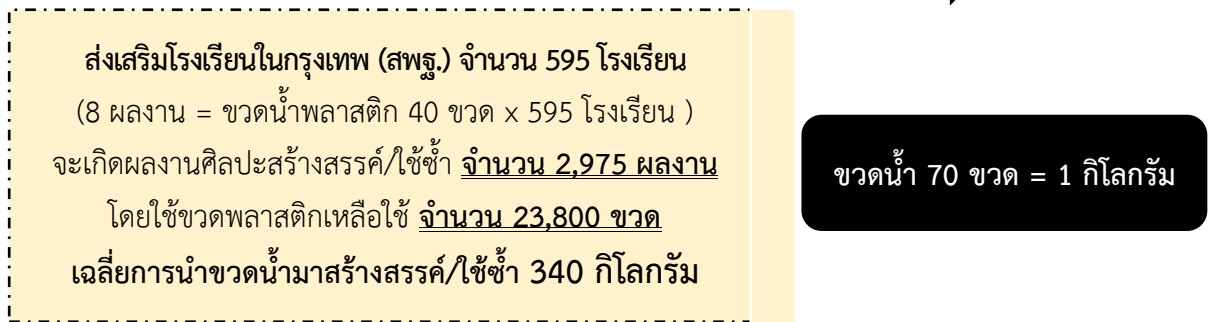 ส่งเสริมโรงเรียนในกรุงเทพ (สพฐ.) จำนวน 595 โรงเรียน
(8 ผลงาน = ขวดน้ำพลาสติก 40 ขวด x 595 โรงเรียน )
จะเกิดผลงานศิลปะสร้างสรรค์/ใช้ซ้ำ จำนวน 2,975 ผลงาน
โดยใช้ขวดพลาสติกเหลือใช้ จำนวน 23,800 ขวด
เฉลี่ยการนำขวดน้ำมาสร้างสรรค์/ใช้ซ้ำ 340 กิโลกรัม
ขวดน้ำ 70 ขวด = 1 กิโลกรัม